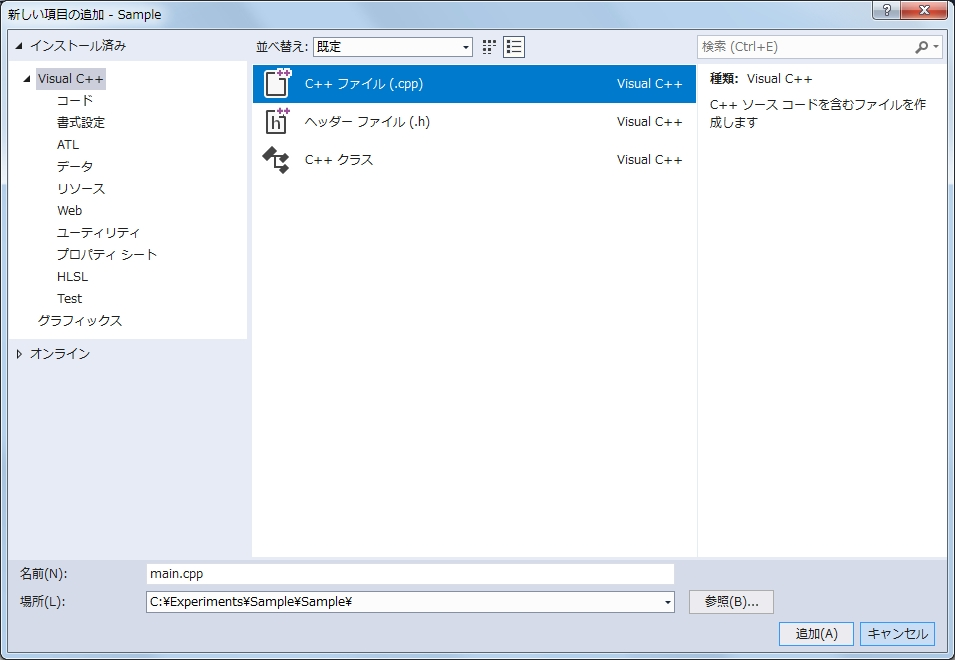 新しい項目の追加 - Sample
?
インストール済み
並べ替え: 既定
検索 (Ctrl+E)
Visual C++
コード
書式設定
ATL
データ
リソース
Web
ユーティリティ
プロパティ シート
HLSL
Test
グラフィックス
オンライン
C++ ファイル (.cpp) Visual C++
ヘッダー ファイル (.h) Visual C++
C++ クラス Visual C++
種類: Visual C++
C++ ソース コードを含むファイルを作
成します
名前(N): main.cpp
場所(L): C:¥Experiments¥Sample¥Sample¥
参照(B)...
追加(A) キャンセル